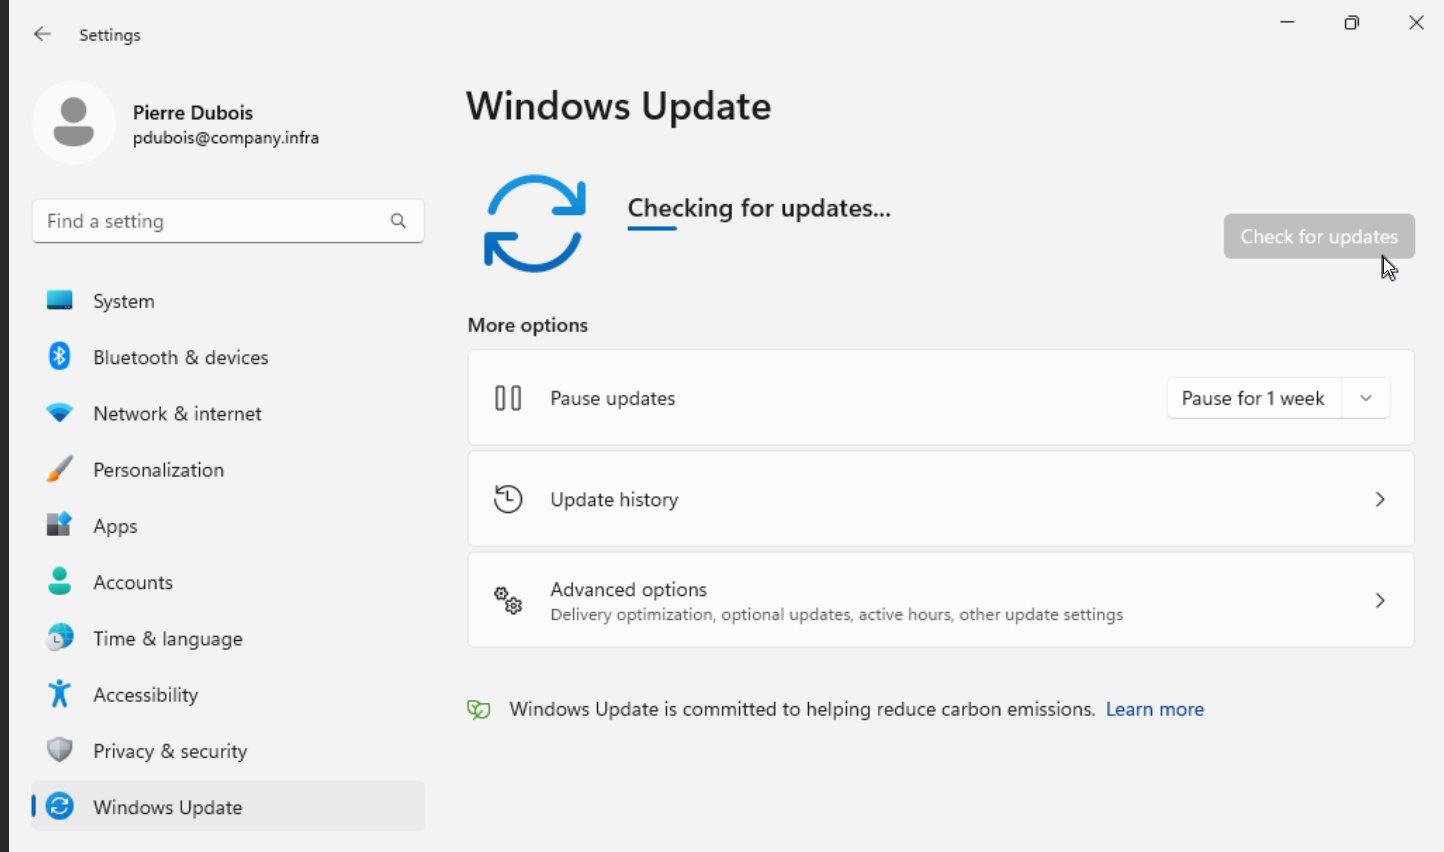 Settings
Pierre Dubois
pdubois@company.infra
Find a setting
System
Bluetooth & devices
Network & internet
Personalization
Apps
Accounts
Time & language
Accessibility
Privacy & security
Windows Update
Windows Update
Checking for updates...
Check for updates
More options
Pause updates
Pause for 1 week
Update history
Advanced options
Delivery optimization, optional updates, active hours, other update settings
Windows Update is committed to helping reduce carbon emissions. Learn more